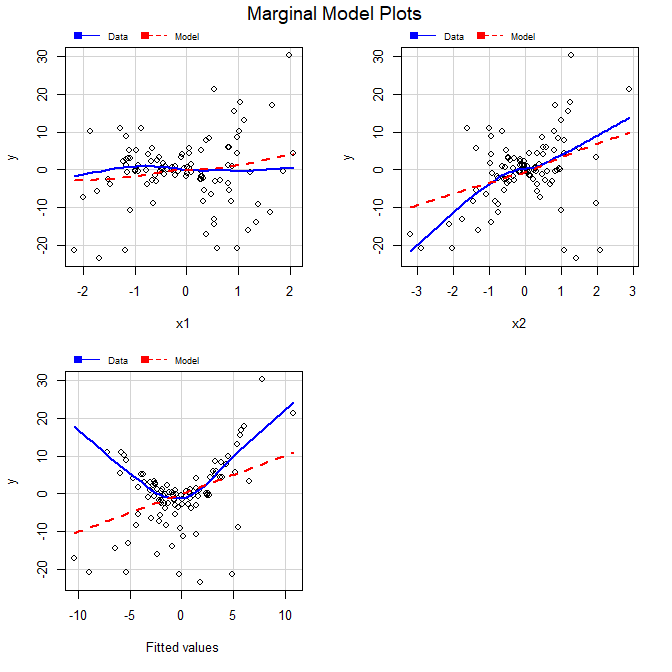 Marginal Model Plots
Data Model
30
20
10
0
-10
-20
y
-2 -1 0 1 2
x1
Data Model
30
20
10
0
-10
-20
y
-3 -2 -1 0 1 2 3
x2
Data Model
30
20
10
0
-10
-20
y
-10 -5 0 5 10
Fitted values